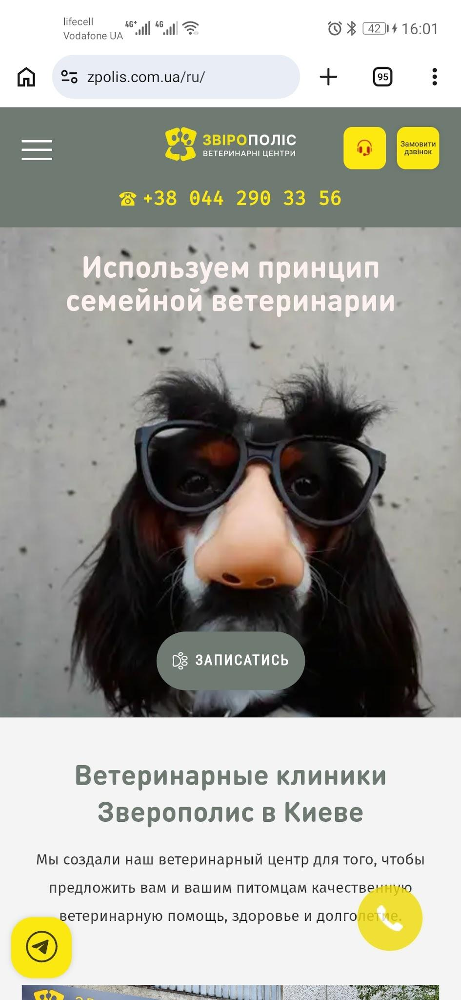 lifecell
Vodafone UA
4G+
4G
42
16:01
zpolis.com.ua/ru/
95
ЗВІРОПОЛІС
ВЕТЕРИНАРНІ ЦЕНТРИ
Замовити
дзвінок
+38 044 290 33 56
Используем принцип
семейной ветеринарии
ЗАПИСАТИСЬ
Ветеринарные клиники
Зверополис в Киеве
Мы создали наш ветеринарный центр для того, чтобы
предложить вам и вашим питомцам качественную
ветеринарную помощь, здоровье и долголетие.